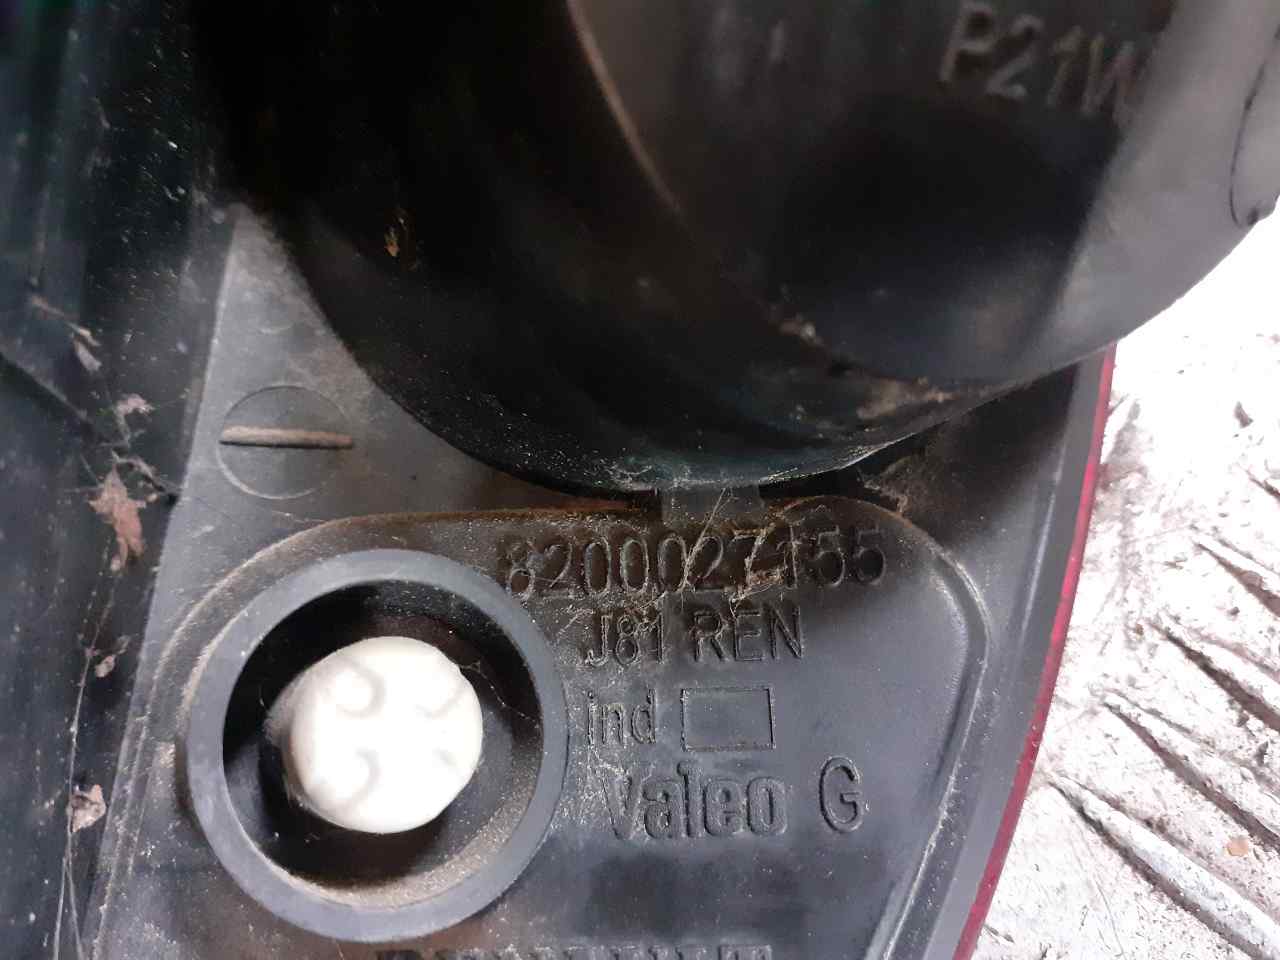 P21W
8200027155
J81 REN
ind
Valeo G